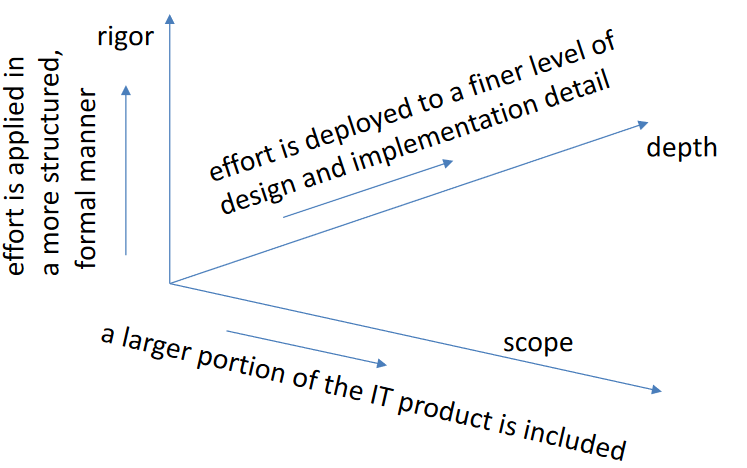 rigor
effort is applied in
a more structured,
formal manner
effort is deployed to a finer level of
design and implementation detail
depth
scope
a larger portion of the IT product is included